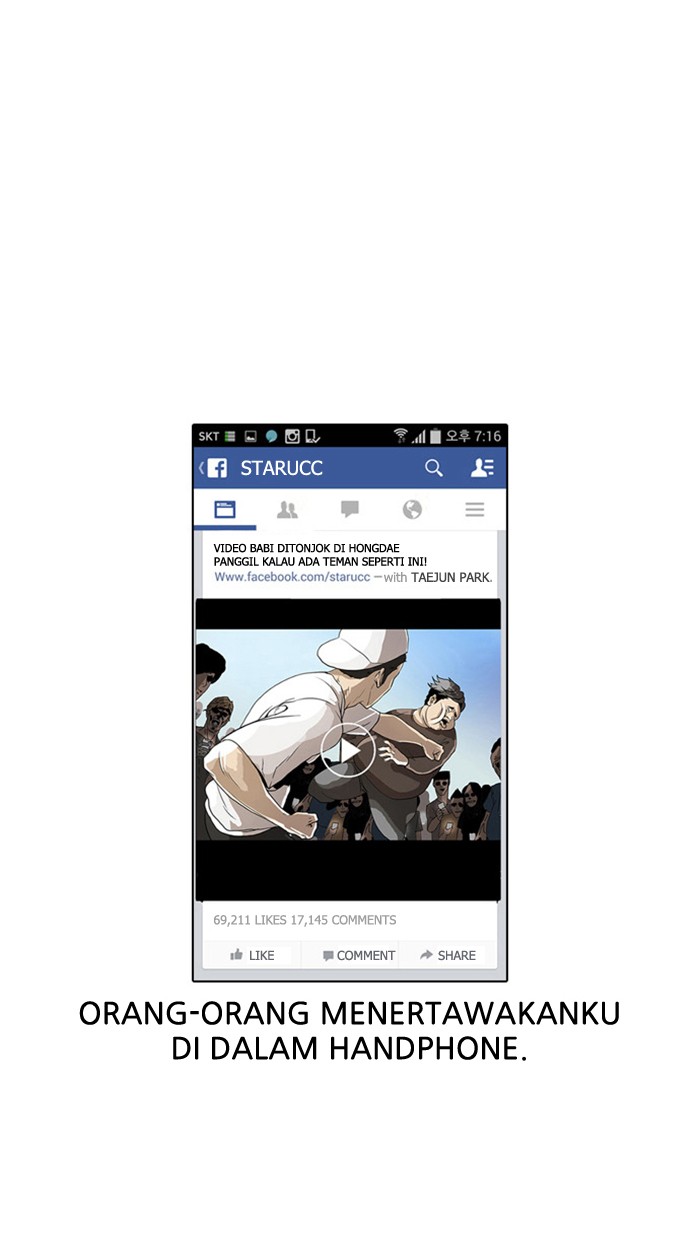 SKT 오후 7:16
STARUCC
VIDEO BABI DITONJOK DI HONGDAE
PANGGIL KALAU ADA TEMAN SEPERTI INI!
Www.facebook.com/starucc — with TAEJUN PARK.
69,211 LIKES 17,145 COMMENTS
LIKE COMMENT SHARE
ORANG-ORANG MENERTAWAKANKU
DI DALAM HANDPHONE.